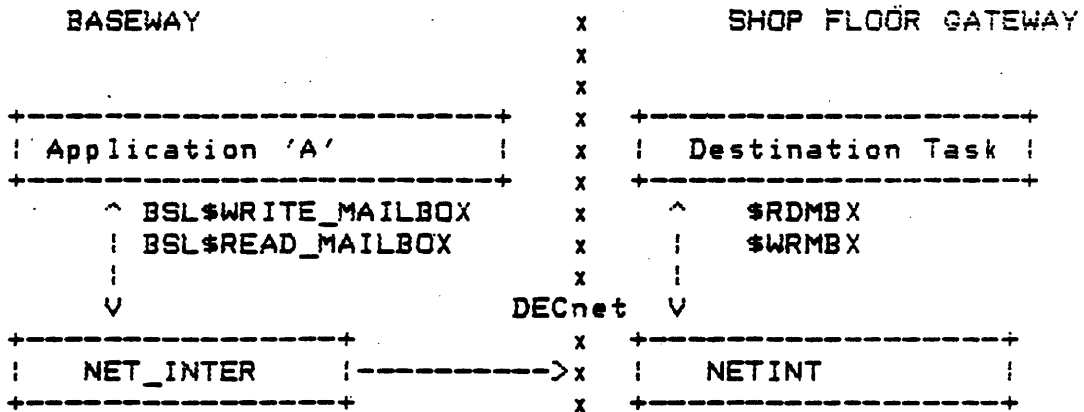 BASEWAY x SHOP FLOOR GATEWAY
x
x
x
x
Application 'A' x Destination Task
x
^ BSL$WRITE_MAILBOX x ^ $RDMBX
BSL$READ_MAILBOX x $WRMBX
x
V DECnet V
x
NET_INTER ---------->x NETINT
x